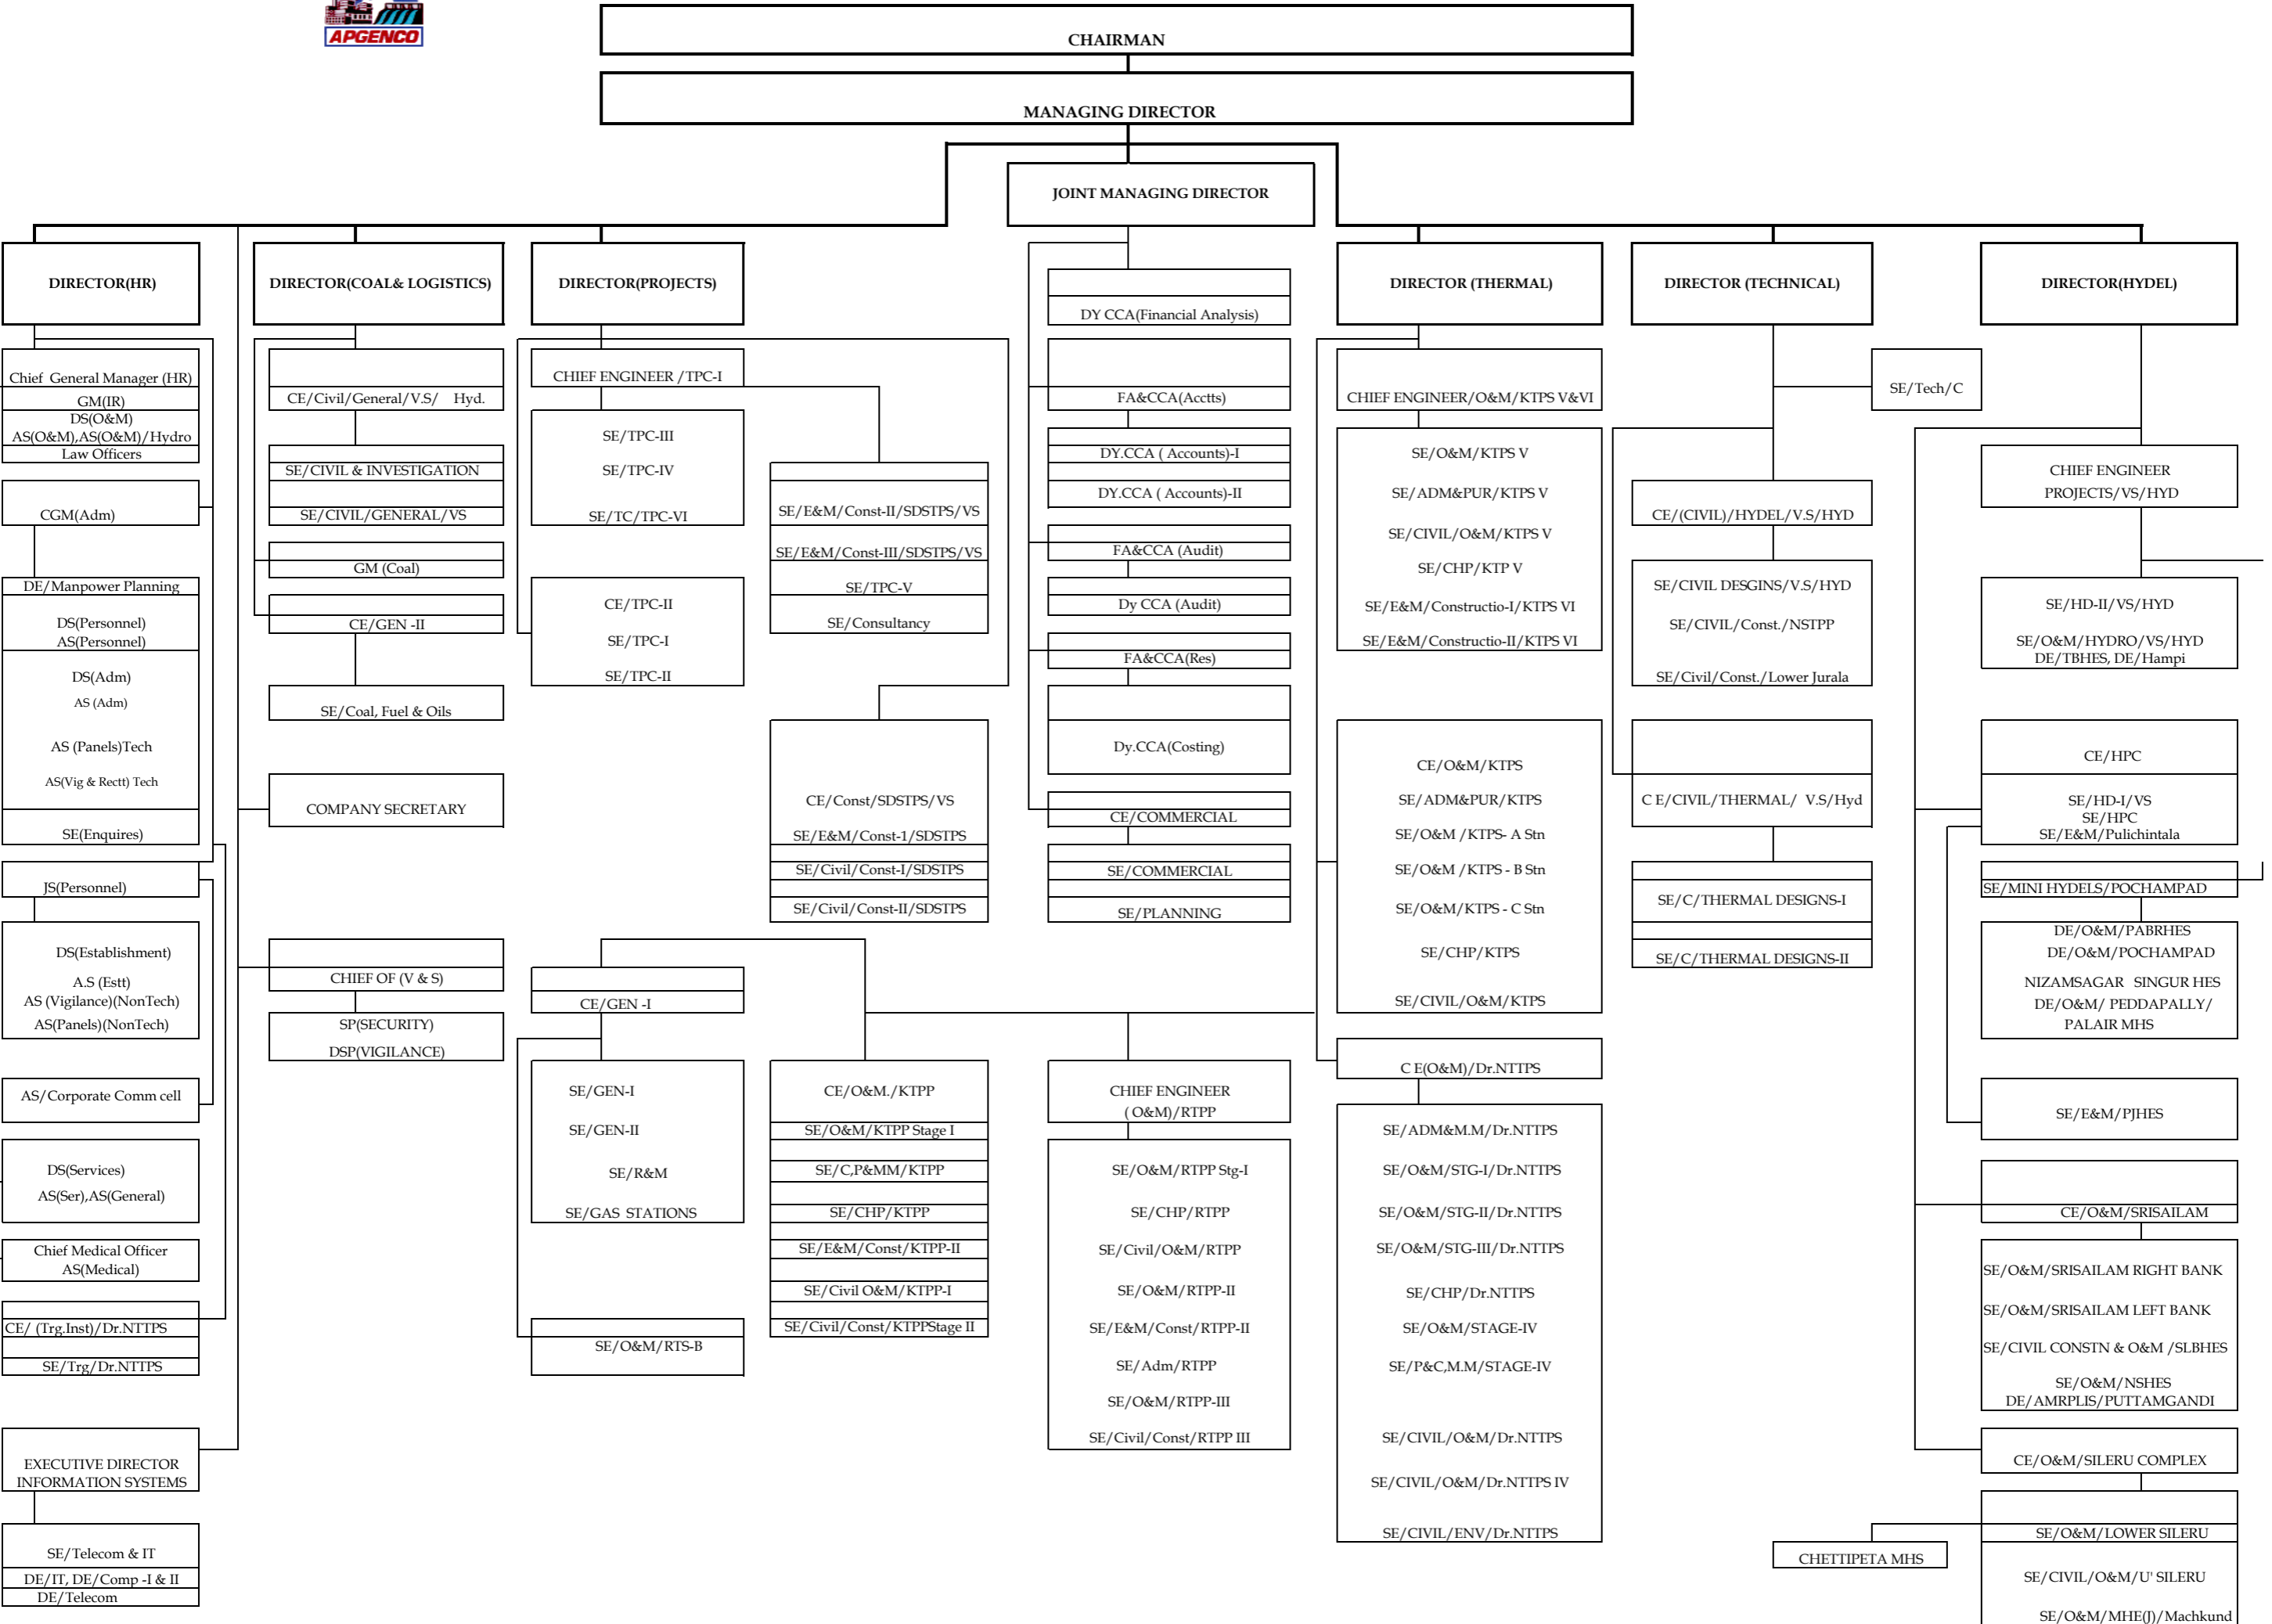 APGENCO
CHAIRMAN
MANAGING DIRECTOR
JOINT MANAGING DIRECTOR
DIRECTOR(HR)
Chief General Manager (HR)
GM(IR)
DS(O&M)
AS(O&M),AS(O&M)/Hydro
Law Officers
CGM(Adm)
DE/Manpower Planning
DS(Personnel)
AS(Personnel)
DS(Adm)
AS (Adm)
AS (Panels)Tech
AS(Vig & Rectt) Tech
SE(Enquires)
JS(Personnel)
DS(Establishment)
A.S (Estt)
AS (Vigilance)(NonTech)
AS(Panels)(NonTech)
AS/Corporate Comm cell
DS(Services)
AS(Ser),AS(General)
Chief Medical Officer
AS(Medical)
CE/ (Trg.Inst)/Dr.NTTPS
SE/Trg/Dr.NTTPS
EXECUTIVE DIRECTOR
INFORMATION SYSTEMS
SE/Telecom & IT
DE/IT, DE/Comp -I & II
DE/Telecom
DIRECTOR(COAL& LOGISTICS)
CE/Civil/General/V.S/ Hyd.
SE/CIVIL & INVESTIGATION
SE/CIVIL/GENERAL/VS
GM (Coal)
CE/GEN -II
SE/Coal, Fuel & Oils
COMPANY SECRETARY
CHIEF OF (V & S)
SP(SECURITY)
DSP(VIGILANCE)
DIRECTOR(PROJECTS)
CHIEF ENGINEER /TPC-I
SE/TPC-III
SE/TPC-IV
SE/TC/TPC-VI
CE/TPC-II
SE/TPC-I
SE/TPC-II
SE/E&M/Const-II/SDSTPS/VS
SE/E&M/Const-III/SDSTPS/VS
SE/TPC-V
SE/Consultancy
CE/Const/SDSTPS/VS
SE/E&M/Const-1/SDSTPS
SE/Civil/Const-I/SDSTPS
SE/Civil/Const-II/SDSTPS
CE/GEN -I
SE/GEN-I
SE/GEN-II
SE/R&M
SE/GAS STATIONS
SE/O&M/RTS-B
CE/O&M./KTPP
SE/O&M/KTPP Stage I
SE/C,P&MM/KTPP
SE/CHP/KTPP
SE/E&M/Const/KTPP-II
SE/Civil O&M/KTPP-I
SE/Civil/Const/KTPPStage II
DY CCA(Financial Analysis)
FA&CCA(Acctts)
DY.CCA ( Accounts)-I
DY.CCA ( Accounts)-II
FA&CCA (Audit)
Dy CCA (Audit)
FA&CCA(Res)
Dy.CCA(Costing)
CE/COMMERCIAL
SE/COMMERCIAL
SE/PLANNING
CHIEF ENGINEER
( O&M)/RTPP
SE/O&M/RTPP Stg-I
SE/CHP/RTPP
SE/Civil/O&M/RTPP
SE/O&M/RTPP-II
SE/E&M/Const/RTPP-II
SE/Adm/RTPP
SE/O&M/RTPP-III
SE/Civil/Const/RTPP III
DIRECTOR (THERMAL)
CHIEF ENGINEER/O&M/KTPS V&VI
SE/O&M/KTPS V
SE/ADM&PUR/KTPS V
SE/CIVIL/O&M/KTPS V
SE/CHP/KTP V
SE/E&M/Constructio-I/KTPS VI
SE/E&M/Constructio-II/KTPS VI
CE/O&M/KTPS
SE/ADM&PUR/KTPS
SE/O&M /KTPS- A Stn
SE/O&M /KTPS - B Stn
SE/O&M/KTPS - C Stn
SE/CHP/KTPS
SE/CIVIL/O&M/KTPS
C E(O&M)/Dr.NTTPS
SE/ADM&M.M/Dr.NTTPS
SE/O&M/STG-I/Dr.NTTPS
SE/O&M/STG-II/Dr.NTTPS
SE/O&M/STG-III/Dr.NTTPS
SE/CHP/Dr.NTTPS
SE/O&M/STAGE-IV
SE/P&C,M.M/STAGE-IV
SE/CIVIL/O&M/Dr.NTTPS
SE/CIVIL/O&M/Dr.NTTPS IV
SE/CIVIL/ENV/Dr.NTTPS
DIRECTOR (TECHNICAL)
SE/Tech/C
CE/(CIVIL)/HYDEL/V.S/HYD
SE/CIVIL DESGINS/V.S/HYD
SE/CIVIL/Const./NSTPP
SE/Civil/Const./Lower Jurala
C E/CIVIL/THERMAL/ V.S/Hyd
SE/C/THERMAL DESIGNS-I
SE/C/THERMAL DESIGNS-II
DIRECTOR(HYDEL)
CHIEF ENGINEER
PROJECTS/VS/HYD
SE/HD-II/VS/HYD
SE/O&M/HYDRO/VS/HYD
DE/TBHES, DE/Hampi
CE/HPC
SE/HD-I/VS
SE/HPC
SE/E&M/Pulichintala
SE/MINI HYDELS/POCHAMPAD
DE/O&M/PABRHES
DE/O&M/POCHAMPAD
NIZAMSAGAR SINGUR HES
DE/O&M/ PEDDAPALLY/
PALAIR MHS
SE/E&M/PJHES
CE/O&M/SRISAILAM
SE/O&M/SRISAILAM RIGHT BANK
SE/O&M/SRISAILAM LEFT BANK
SE/CIVIL CONSTN & O&M /SLBHES
SE/O&M/NSHES
DE/AMRPLIS/PUTTAMGANDI
CE/O&M/SILERU COMPLEX
SE/O&M/LOWER SILERU
CHETTIPETA MHS
SE/CIVIL/O&M/U' SILERU
SE/O&M/MHE(J)/Machkund